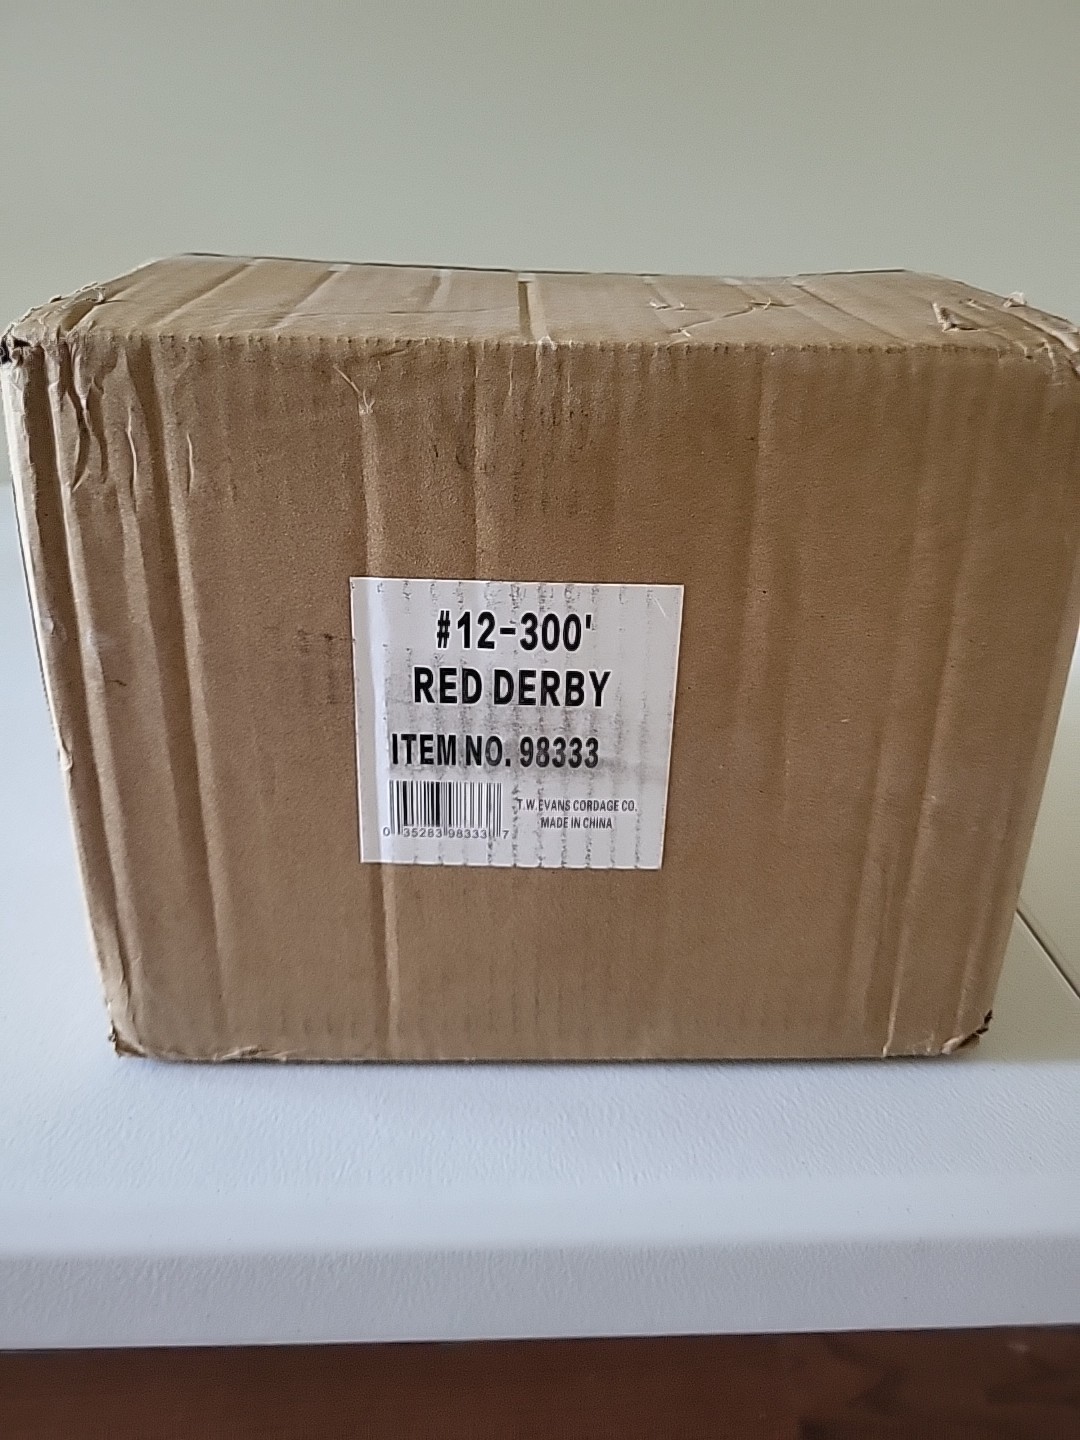 #12-300'
RED DERBY
ITEM NO. 98333
T.W.EVANS CORDAGE CO.
MADE IN CHINA
0 35283 98333 7